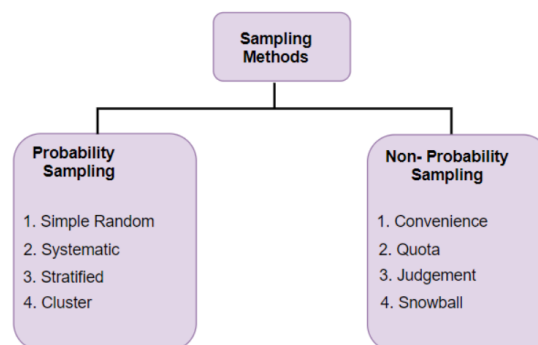 Sampling
Methods
Probability
Sampling
1. Simple Random
2. Systematic
3. Stratified
4. Cluster
Non- Probability
Sampling
1. Convenience
2. Quota
3. Judgement
4. Snowball